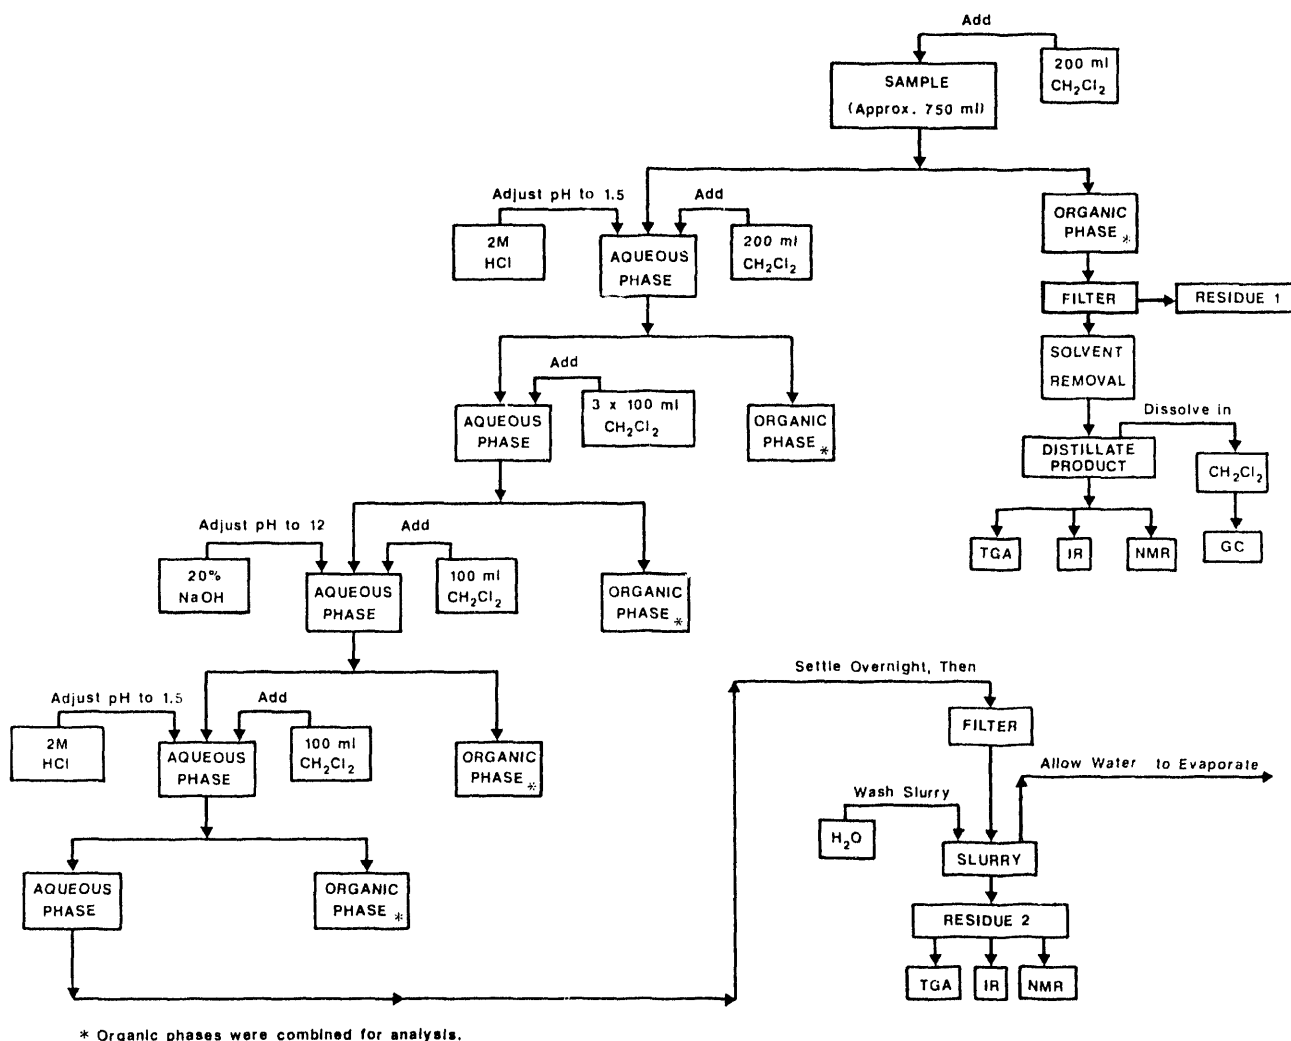 Add
200 ml
CH₂Cl₂
SAMPLE
(Approx. 750 ml)
Adjust pH to 1.5
Add
2M
HCl
AQUEOUS
PHASE
200 ml
CH₂Cl₂
ORGANIC
PHASE *
FILTER
RESIDUE 1
SOLVENT
REMOVAL
Add
AQUEOUS
PHASE
3 x 100 ml
CH₂Cl₂
ORGANIC
PHASE *
Dissolve in
DISTILLATE
PRODUCT
CH₂Cl₂
TGA
IR
NMR
GC
Adjust pH to 12
Add
20%
NaOH
AQUEOUS
PHASE
100 ml
CH₂Cl₂
ORGANIC
PHASE *
Adjust pH to 1.5
Add
2M
HCl
AQUEOUS
PHASE
100 ml
CH₂Cl₂
ORGANIC
PHASE *
AQUEOUS
PHASE
ORGANIC
PHASE *
Settle Overnight, Then
FILTER
Allow Water to Evaporate
Wash Slurry
H₂O
SLURRY
RESIDUE 2
TGA
IR
NMR
* Organic phases were combined for analysis.